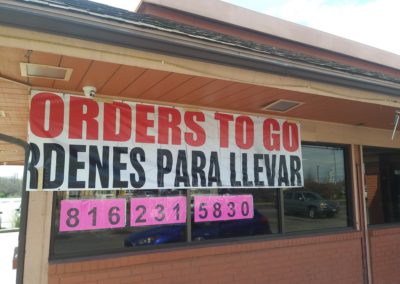 ORDERS TO GO
RDENES PARA LLEVAR
816 231 5830